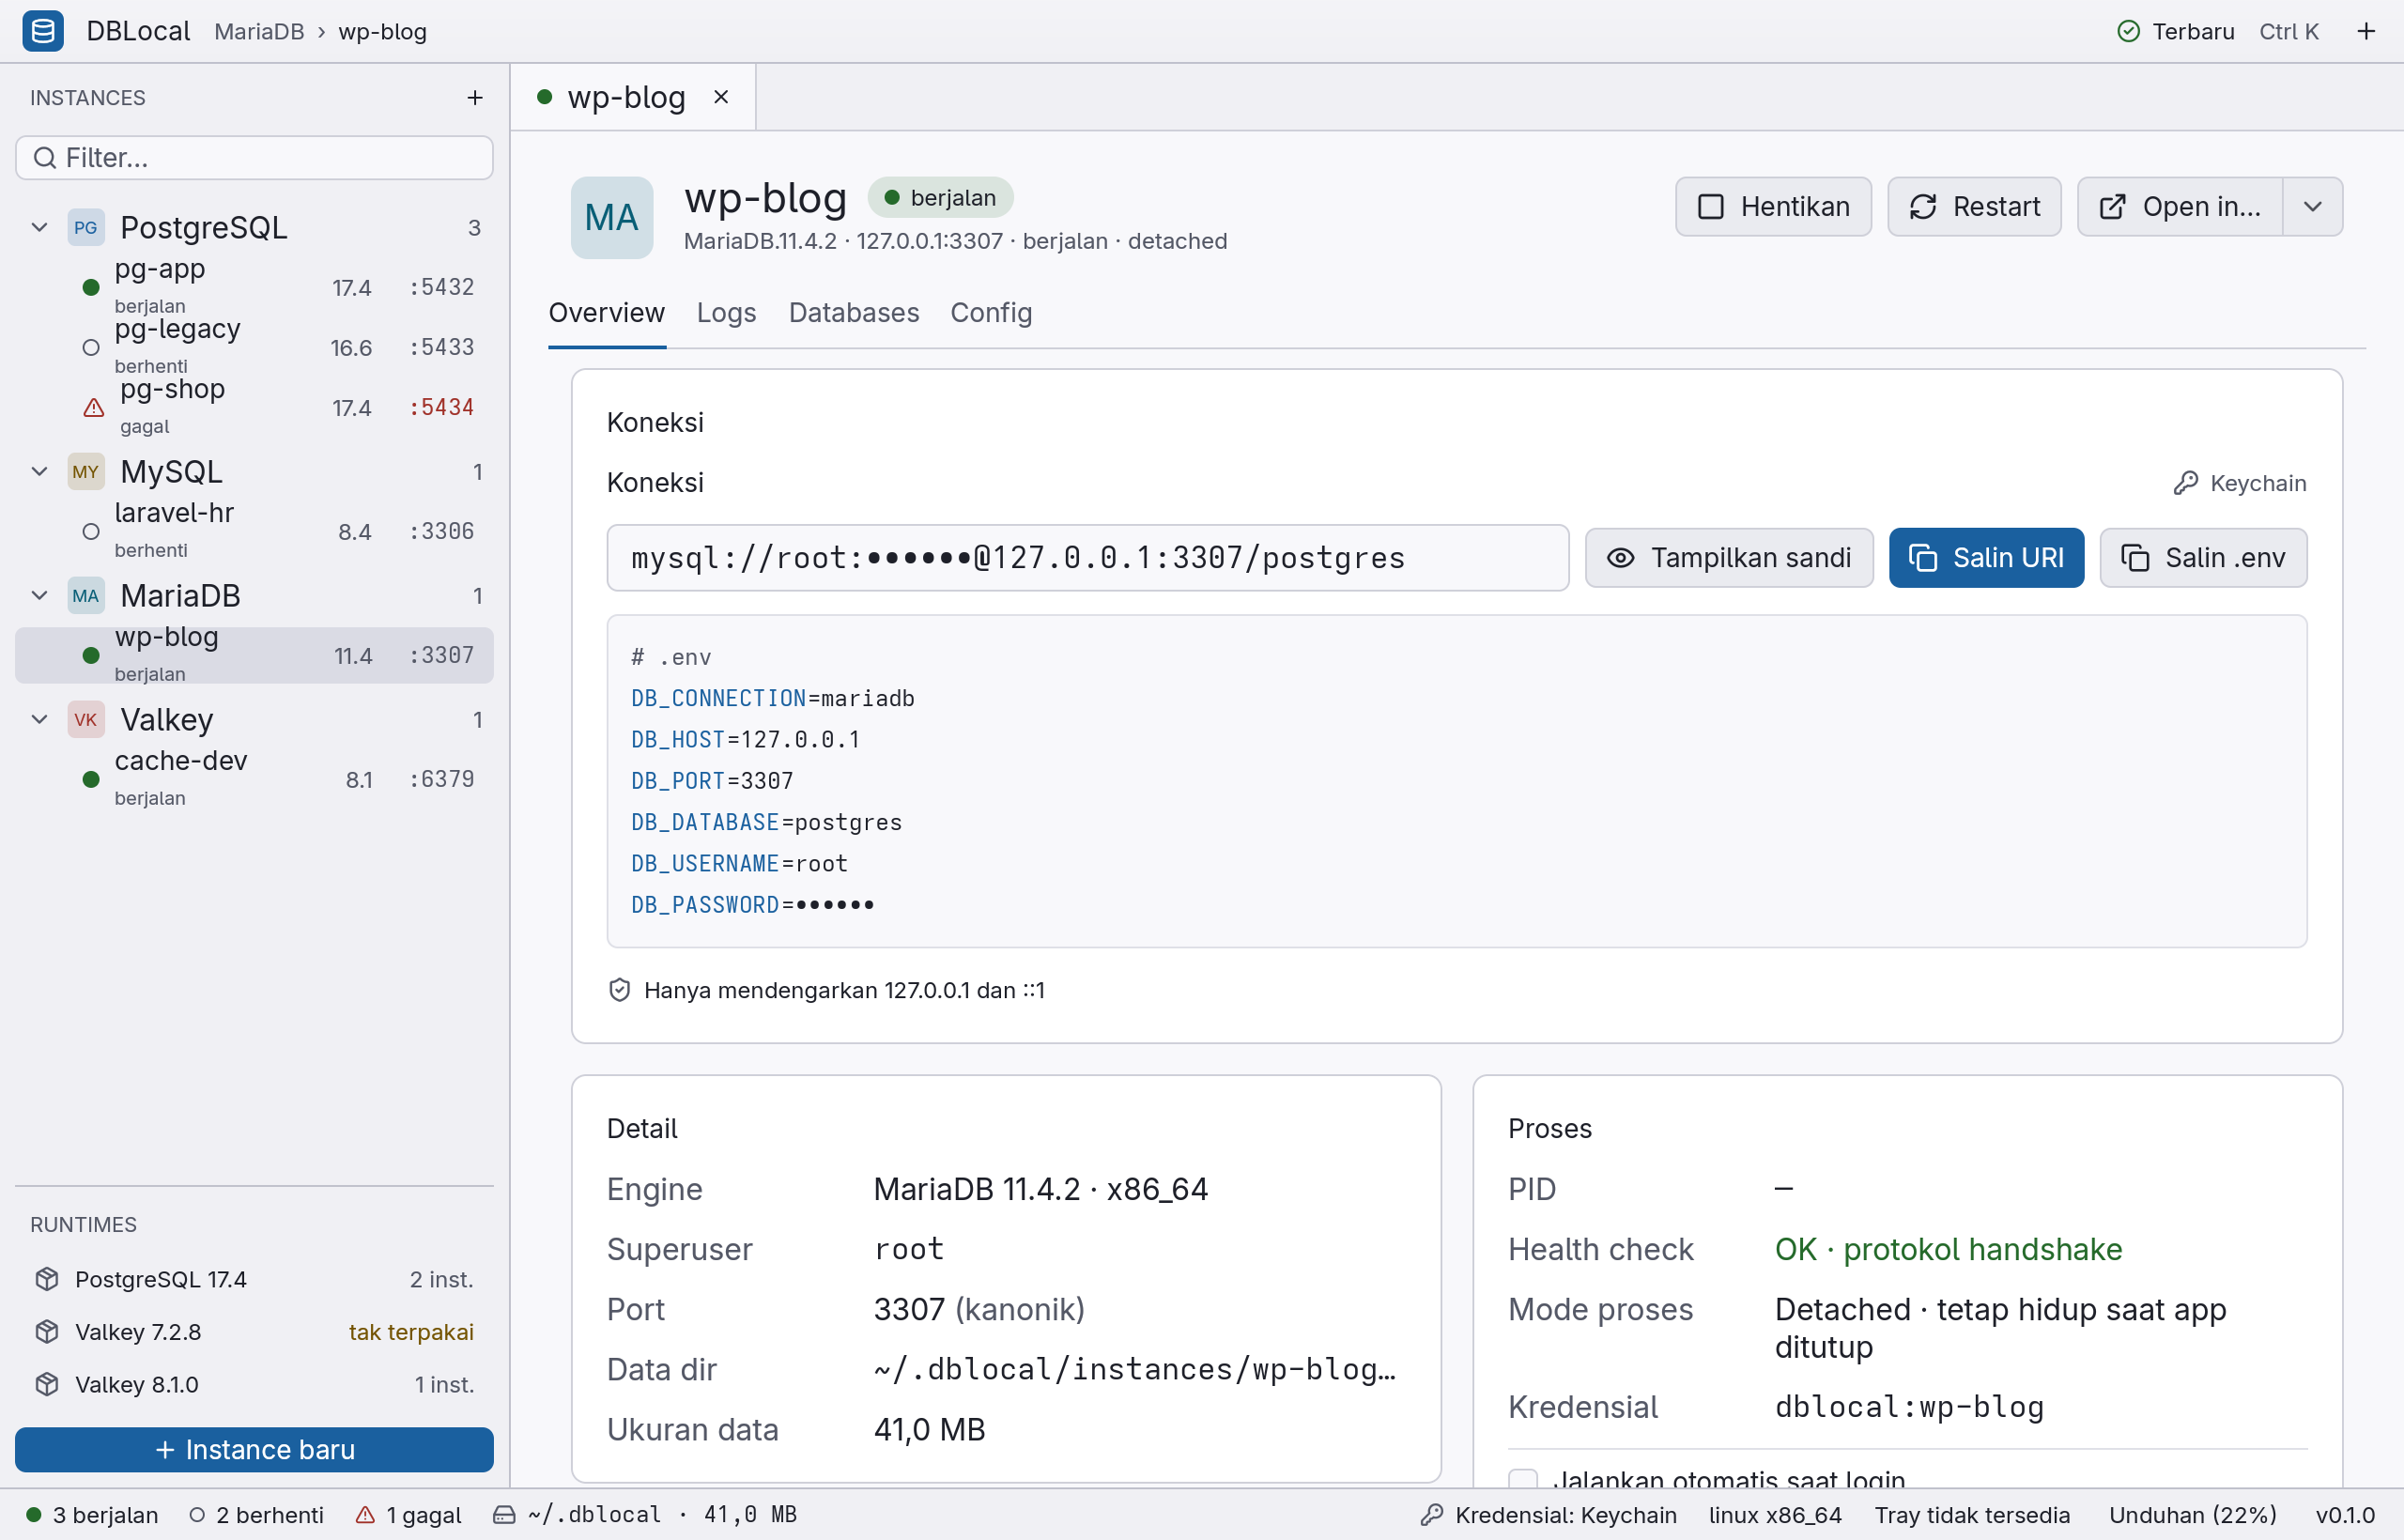 DBLocal MariaDB › wp-blog
Terbaru Ctrl K +
INSTANCES +
Filter...
PG PostgreSQL 3
pg-app 17.4 :5432
berjalan
pg-legacy 16.6 :5433
berhenti
pg-shop 17.4 :5434
gagal
MY MySQL 1
laravel-hr 8.4 :3306
berhenti
MA MariaDB 1
wp-blog 11.4 :3307
berjalan
VK Valkey 1
cache-dev 8.1 :6379
berjalan
RUNTIMES
PostgreSQL 17.4 2 inst.
Valkey 7.2.8 tak terpakai
Valkey 8.1.0 1 inst.
+ Instance baru
wp-blog ×
MA
wp-blog berjalan
MariaDB.11.4.2 · 127.0.0.1:3307 · berjalan · detached
Hentikan Restart Open in...
Overview Logs Databases Config
Koneksi
Koneksi Keychain
mysql://root:••••••@127.0.0.1:3307/postgres Tampilkan sandi Salin URI Salin .env
# .env
DB_CONNECTION=mariadb
DB_HOST=127.0.0.1
DB_PORT=3307
DB_DATABASE=postgres
DB_USERNAME=root
DB_PASSWORD=••••••
Hanya mendengarkan 127.0.0.1 dan ::1
Detail
Engine MariaDB 11.4.2 · x86_64
Superuser root
Port 3307 (kanonik)
Data dir ~/.dblocal/instances/wp-blog…
Ukuran data 41,0 MB
Proses
PID —
Health check OK · protokol handshake
Mode proses Detached · tetap hidup saat app
ditutup
Kredensial dblocal:wp-blog
Jalankan otomatis saat login
3 berjalan 2 berhenti 1 gagal ~/.dblocal · 41,0 MB
Kredensial: Keychain linux x86_64 Tray tidak tersedia Unduhan (22%) v0.1.0